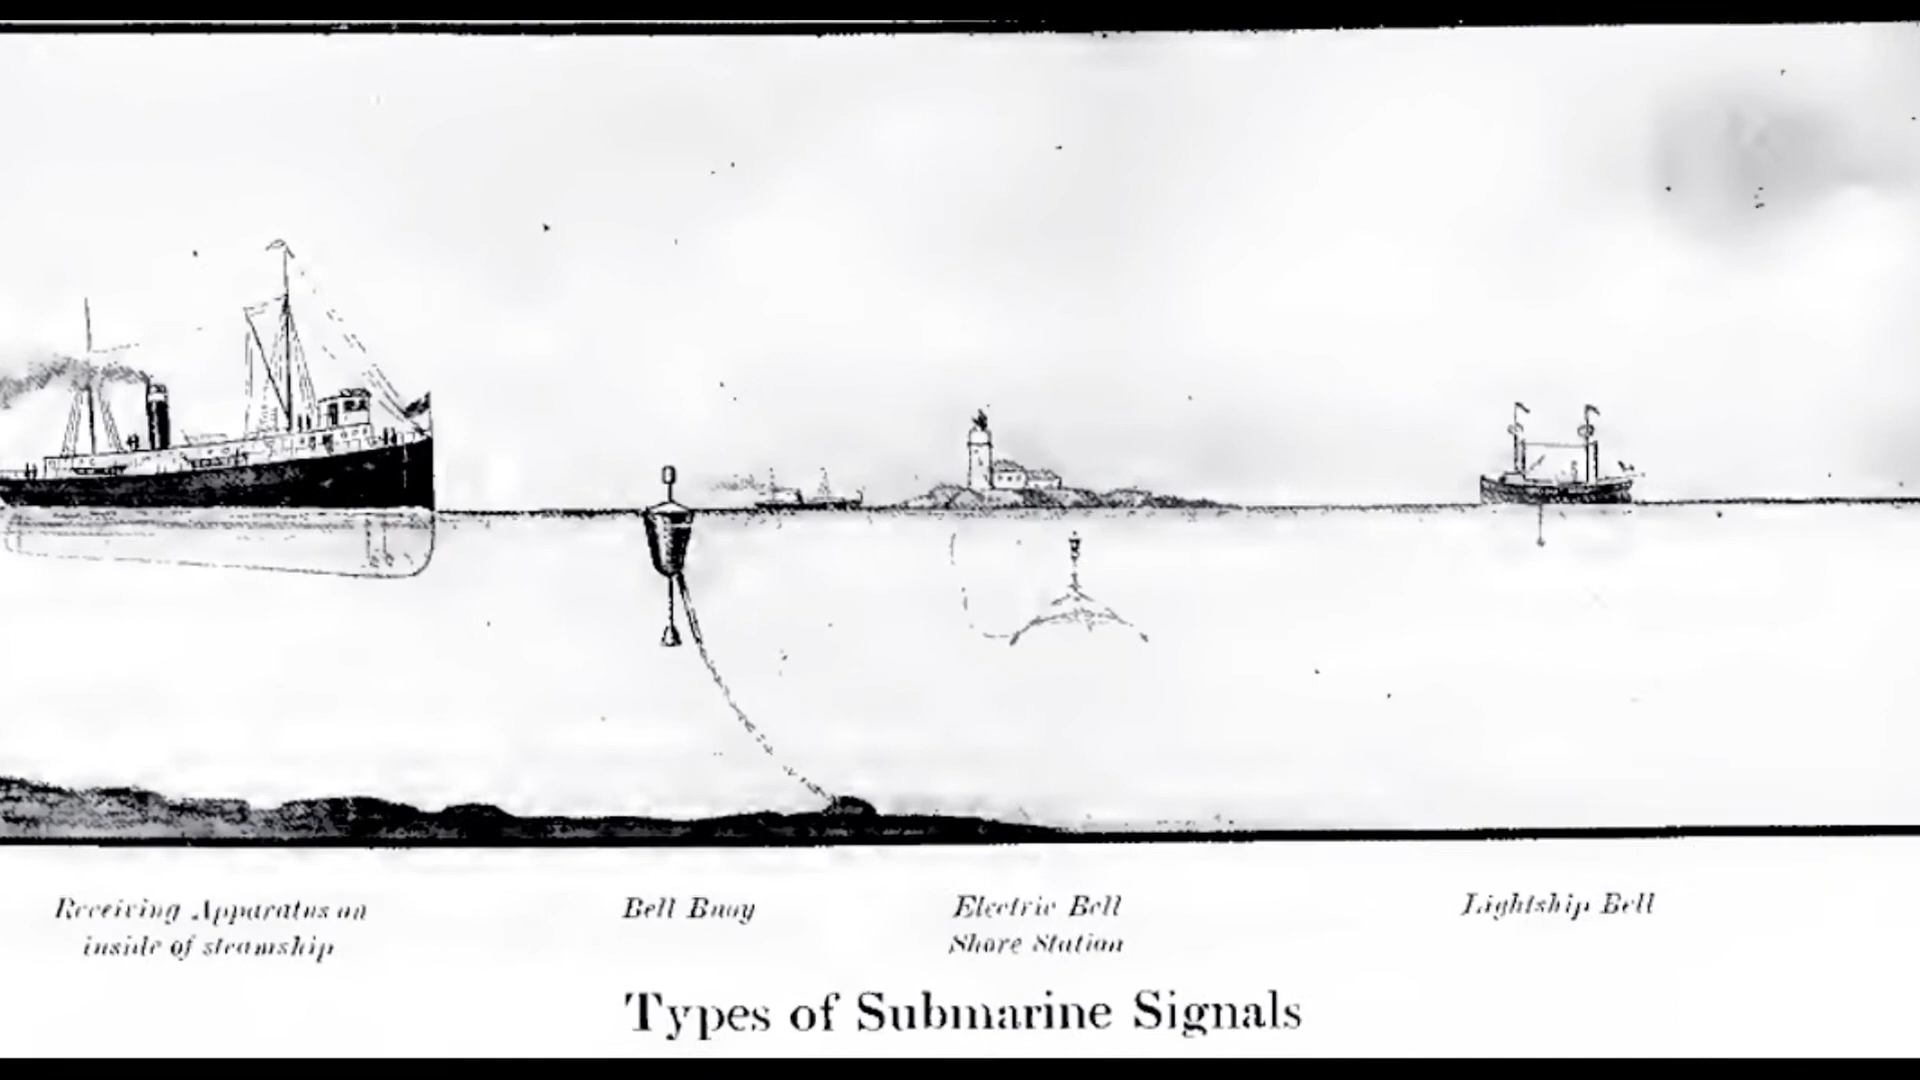 Receiving Apparatus on
inside of steamship
Bell Buoy
Electric Bell
Shore Station
Lightship Bell
Types of Submarine Signals